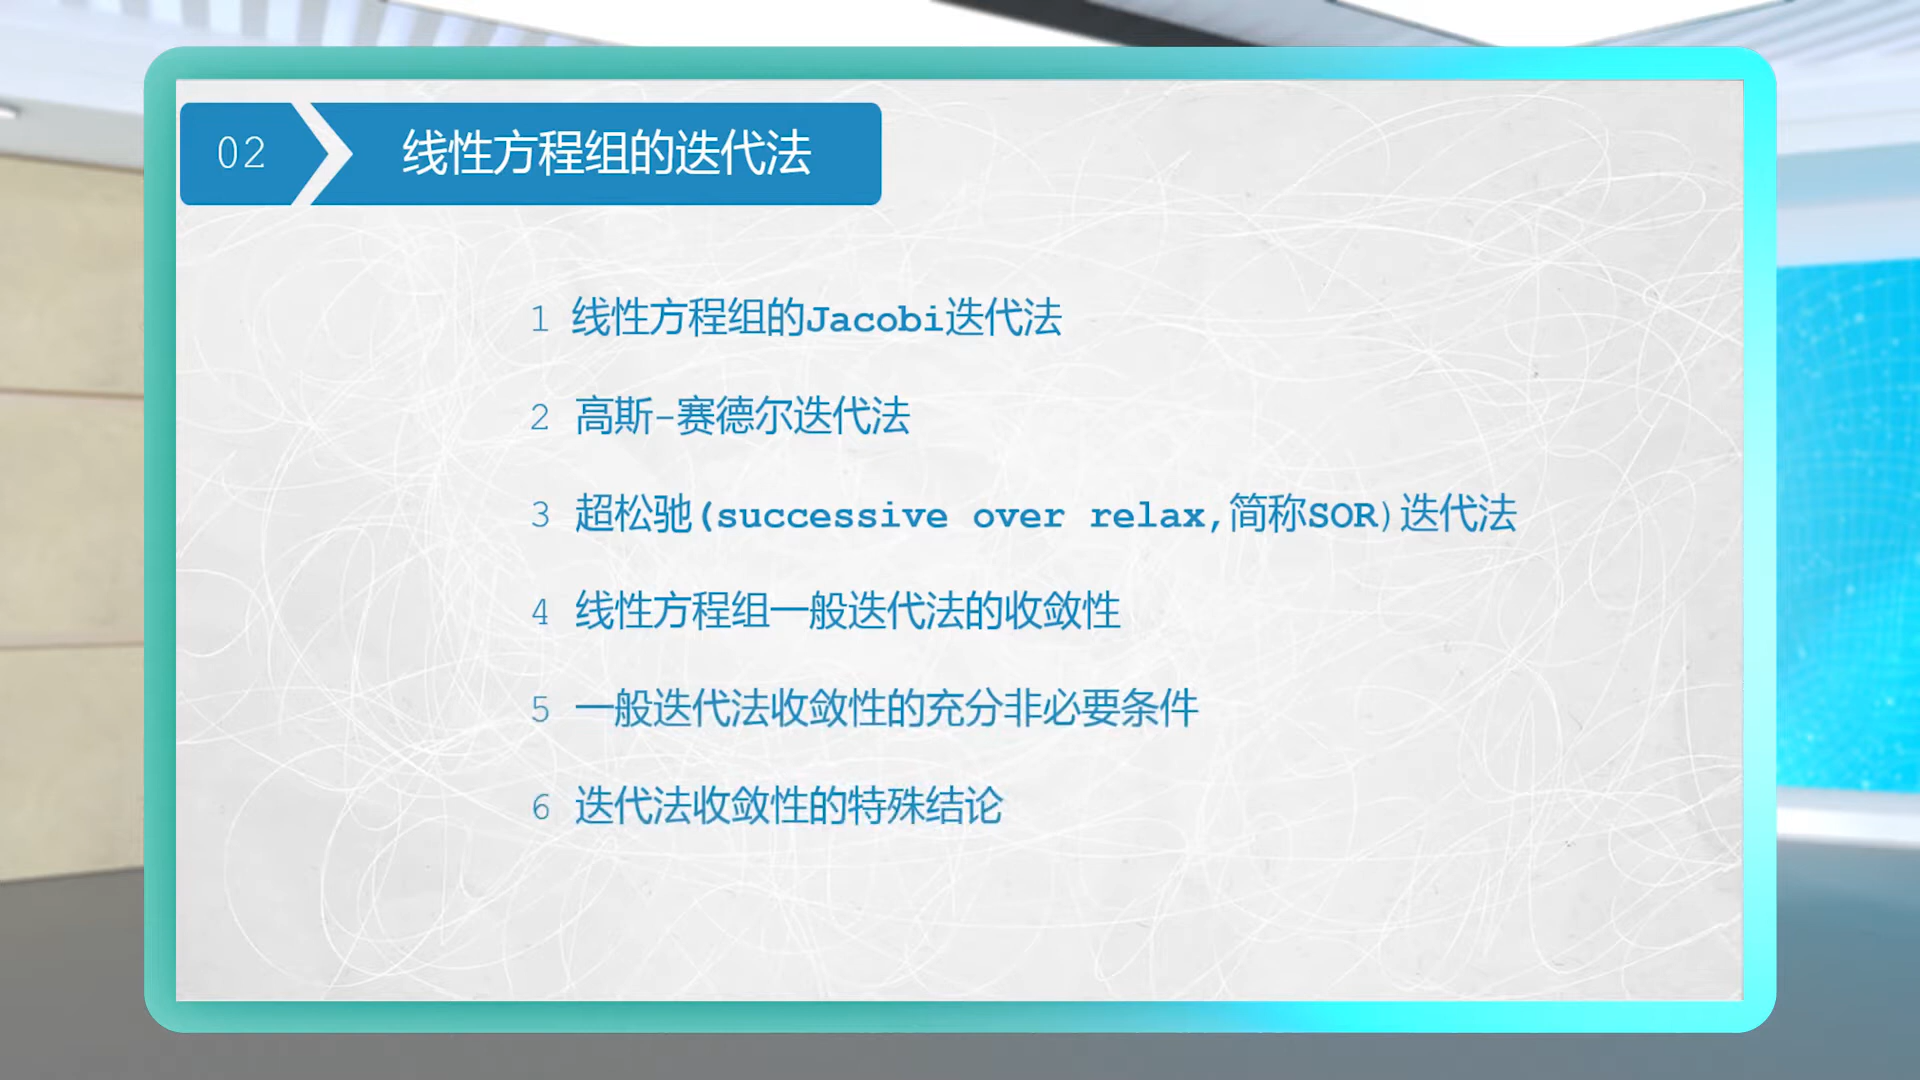 02 线性方程组的迭代法
1 线性方程组的Jacobi迭代法
2 高斯-赛德尔迭代法
3 超松驰(successive over relax,简称SOR)迭代法
4 线性方程组一般迭代法的收敛性
5 一般迭代法收敛性的充分非必要条件
6 迭代法收敛性的特殊结论